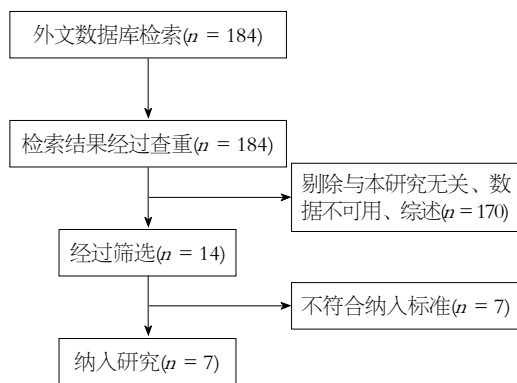 外文数据库检索(n = 184)
检索结果经过查重(n = 184)
剔除与本研究无关、数
据不可用、综述(n = 170)
经过筛选(n = 14)
不符合纳入标准(n = 7)
纳入研究(n = 7)